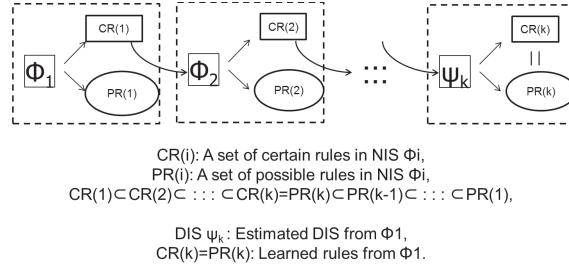 CR(1)
CR(2)
CR(k)
Φ1
Φ2
: : :
ψk
||
PR(1)
PR(2)
PR(k)
CR(i): A set of certain rules in NIS Φi,
PR(i): A set of possible rules in NIS Φi,
CR(1)⊂CR(2)⊂ : : : ⊂CR(k)=PR(k)⊂PR(k-1)⊂ : : : ⊂PR(1),
DIS ψk: Estimated DIS from Φ1,
CR(k)=PR(k): Learned rules from Φ1.